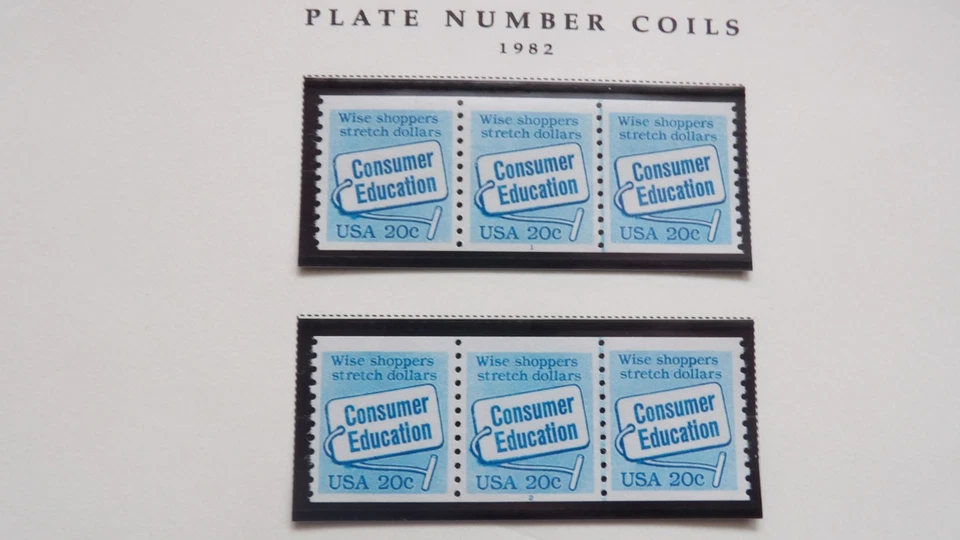 PLATE NUMBER COILS
1982
Wise shoppers
stretch dollars
Consumer
Education
USA 20c
Wise shoppers
stretch dollars
Consumer
Education
USA 20c
1
Wise shoppers
stretch dollars
Consumer
Education
USA 20c
Wise shoppers
stretch dollars
Consumer
Education
USA 20c
Wise shoppers
stretch dollars
Consumer
Education
USA 20c
2
Wise shoppers
stretch dollars
Consumer
Education
USA 20c